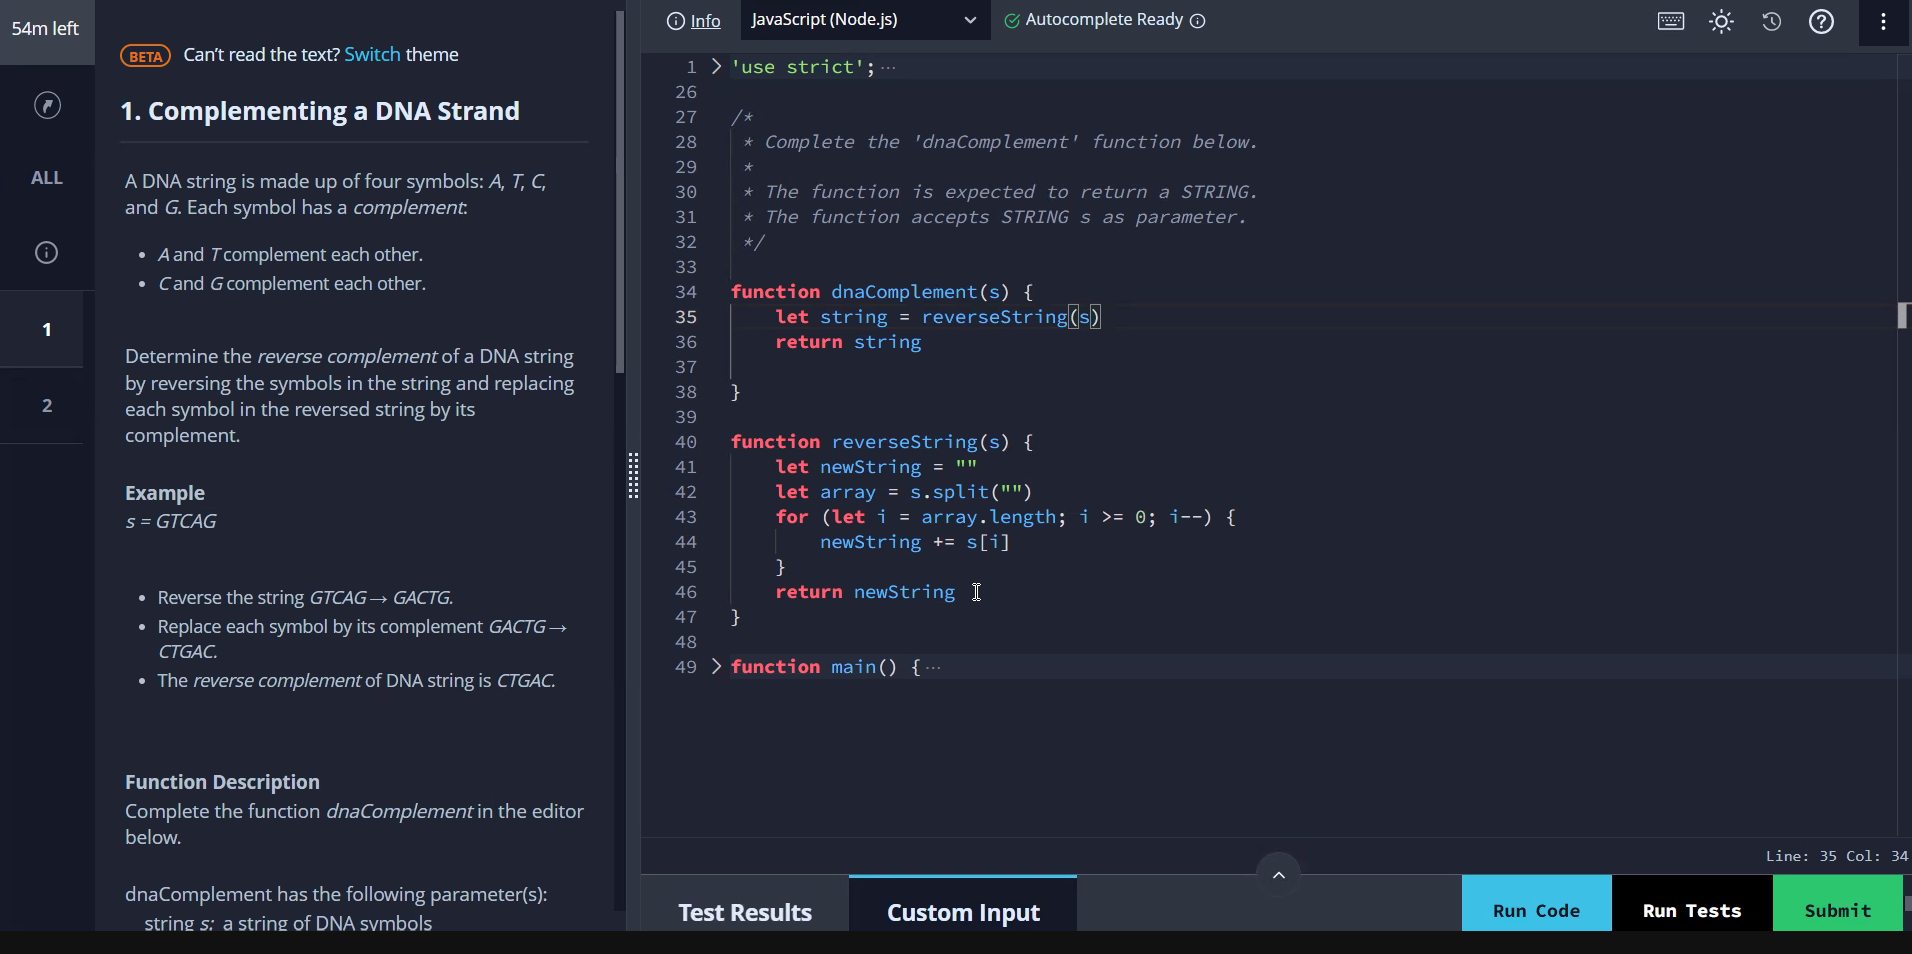 54m left
ALL
1
2
BETA Can't read the text? Switch theme
1. Complementing a DNA Strand
A DNA string is made up of four symbols: A, T, C,
and G. Each symbol has a complement:
• A and T complement each other.
• C and G complement each other.
Determine the reverse complement of a DNA string
by reversing the symbols in the string and replacing
each symbol in the reversed string by its
complement.
Example
s = GTCAG
• Reverse the string GTCAG → GACTG.
• Replace each symbol by its complement GACTG →
CTGAC.
• The reverse complement of DNA string is CTGAC.
Function Description
Complete the function dnaComplement in the editor
below.
dnaComplement has the following parameter(s):
string s: a string of DNA symbols
Info
JavaScript (Node.js)
Autocomplete Ready
1 'use strict'; ...
26
27 /*
28 * Complete the 'dnaComplement' function below.
29 *
30 * The function is expected to return a STRING.
31 * The function accepts STRING s as parameter.
32 */
33
34 function dnaComplement(s) {
35 let string = reverseString(s)
36 return string
37
38 }
39
40 function reverseString(s) {
41 let newString = ""
42 let array = s.split("")
43 for (let i = array.length; i >= 0; i--) {
44 newString += s[i]
45 }
46 return newString
47 }
48
49 function main() { ...
Line: 35 Col: 34
Test Results
Custom Input
Run Code
Run Tests
Submit